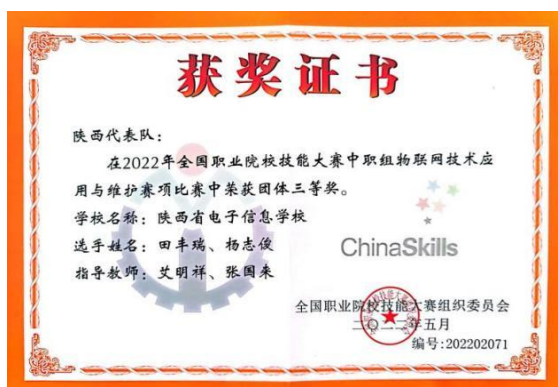 获奖证书
陕西代表队：
在2022年全国职业院校技能大赛中职组物联网技术应
用与维护赛项比赛中荣获团体三等奖。
学校名称：陕西省电子信息学校
选手姓名：田丰瑞、杨志俊
指导教师：艾明祥、张国来
ChinaSkills
全国职业院校技能大赛组织委员会
二〇二二年五月
编号:202202071